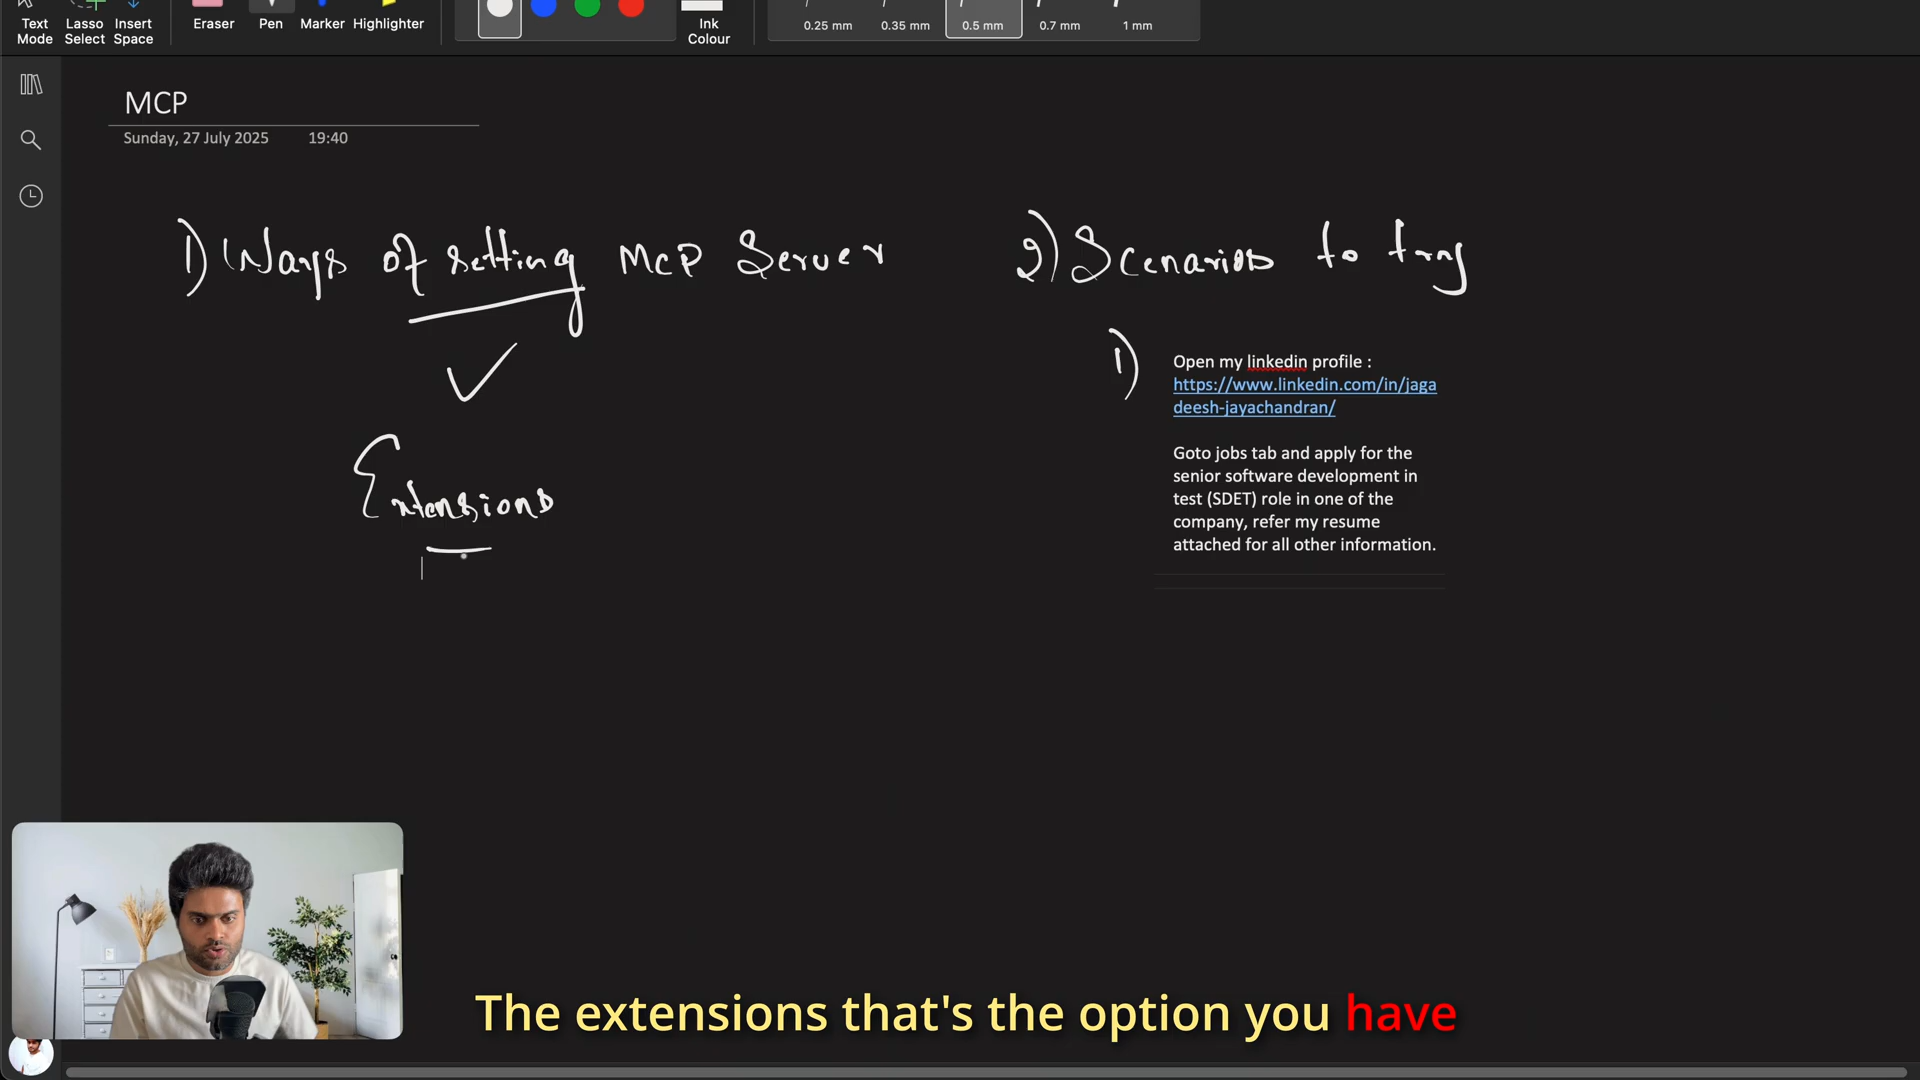 Text Mode
Lasso Select
Insert Space
Eraser
Pen
Marker
Highlighter
Ink Colour
0.25 mm
0.35 mm
0.5 mm
0.7 mm
1 mm
MCP
Sunday, 27 July 2025 19:40
1) Ways of setting MCP Server
Extensions
2) Scenarios to try
1)
Open my linkedin profile :
https://www.linkedin.com/in/jaga
deesh-jayachandran/
Goto jobs tab and apply for the
senior software development in
test (SDET) role in one of the
company, refer my resume
attached for all other information.
The extensions that's the option you have